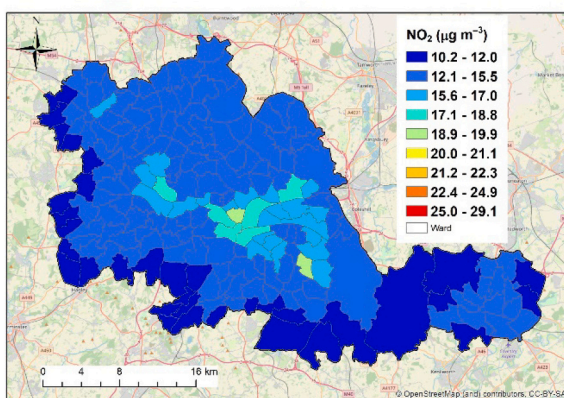 NO₂ (µg m⁻³)
10.2 - 12.0
12.1 - 15.5
15.6 - 17.0
17.1 - 18.8
18.9 - 19.9
20.0 - 21.1
21.2 - 22.3
22.4 - 24.9
25.0 - 29.1
Ward
0 4 8 16 km
© OpenStreetMap (and) contributors, CC-BY-SA